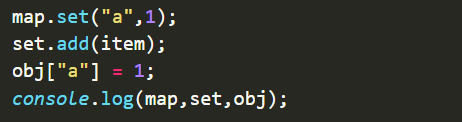 map.set("a",1);
set.add(item);
obj["a"] = 1;
console.log(map,set,obj);